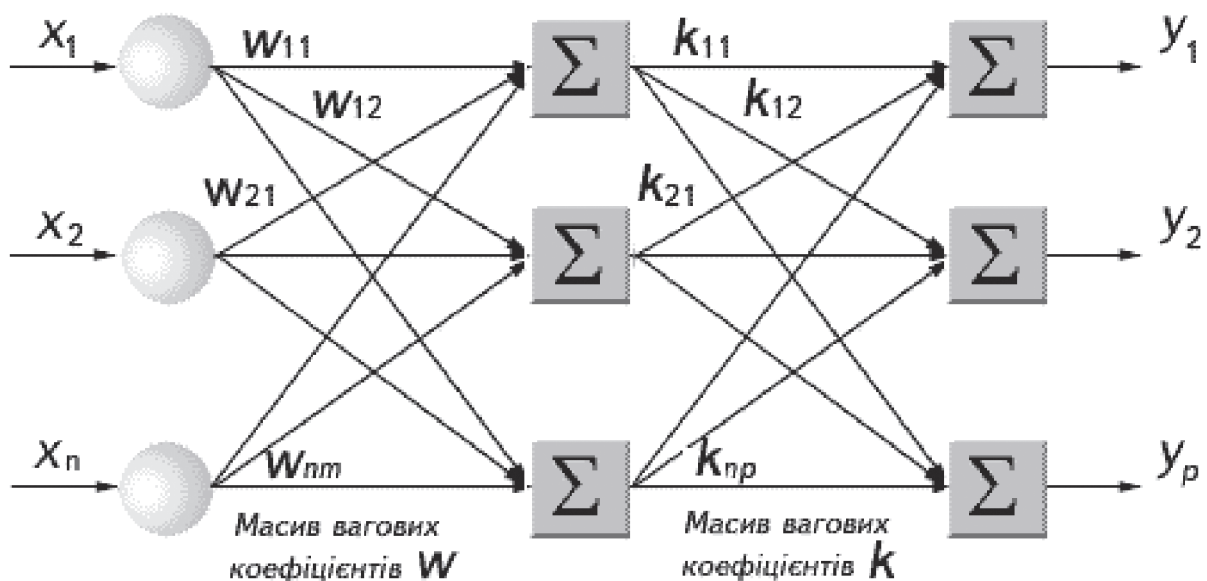 x1 w11 Σ k11 Σ y1
w12 k12
w21 k21
x2 Σ Σ y2
xn wnm Σ knp Σ yp
Масив вагових Масив вагових
коефіцієнтів w коефіцієнтів k